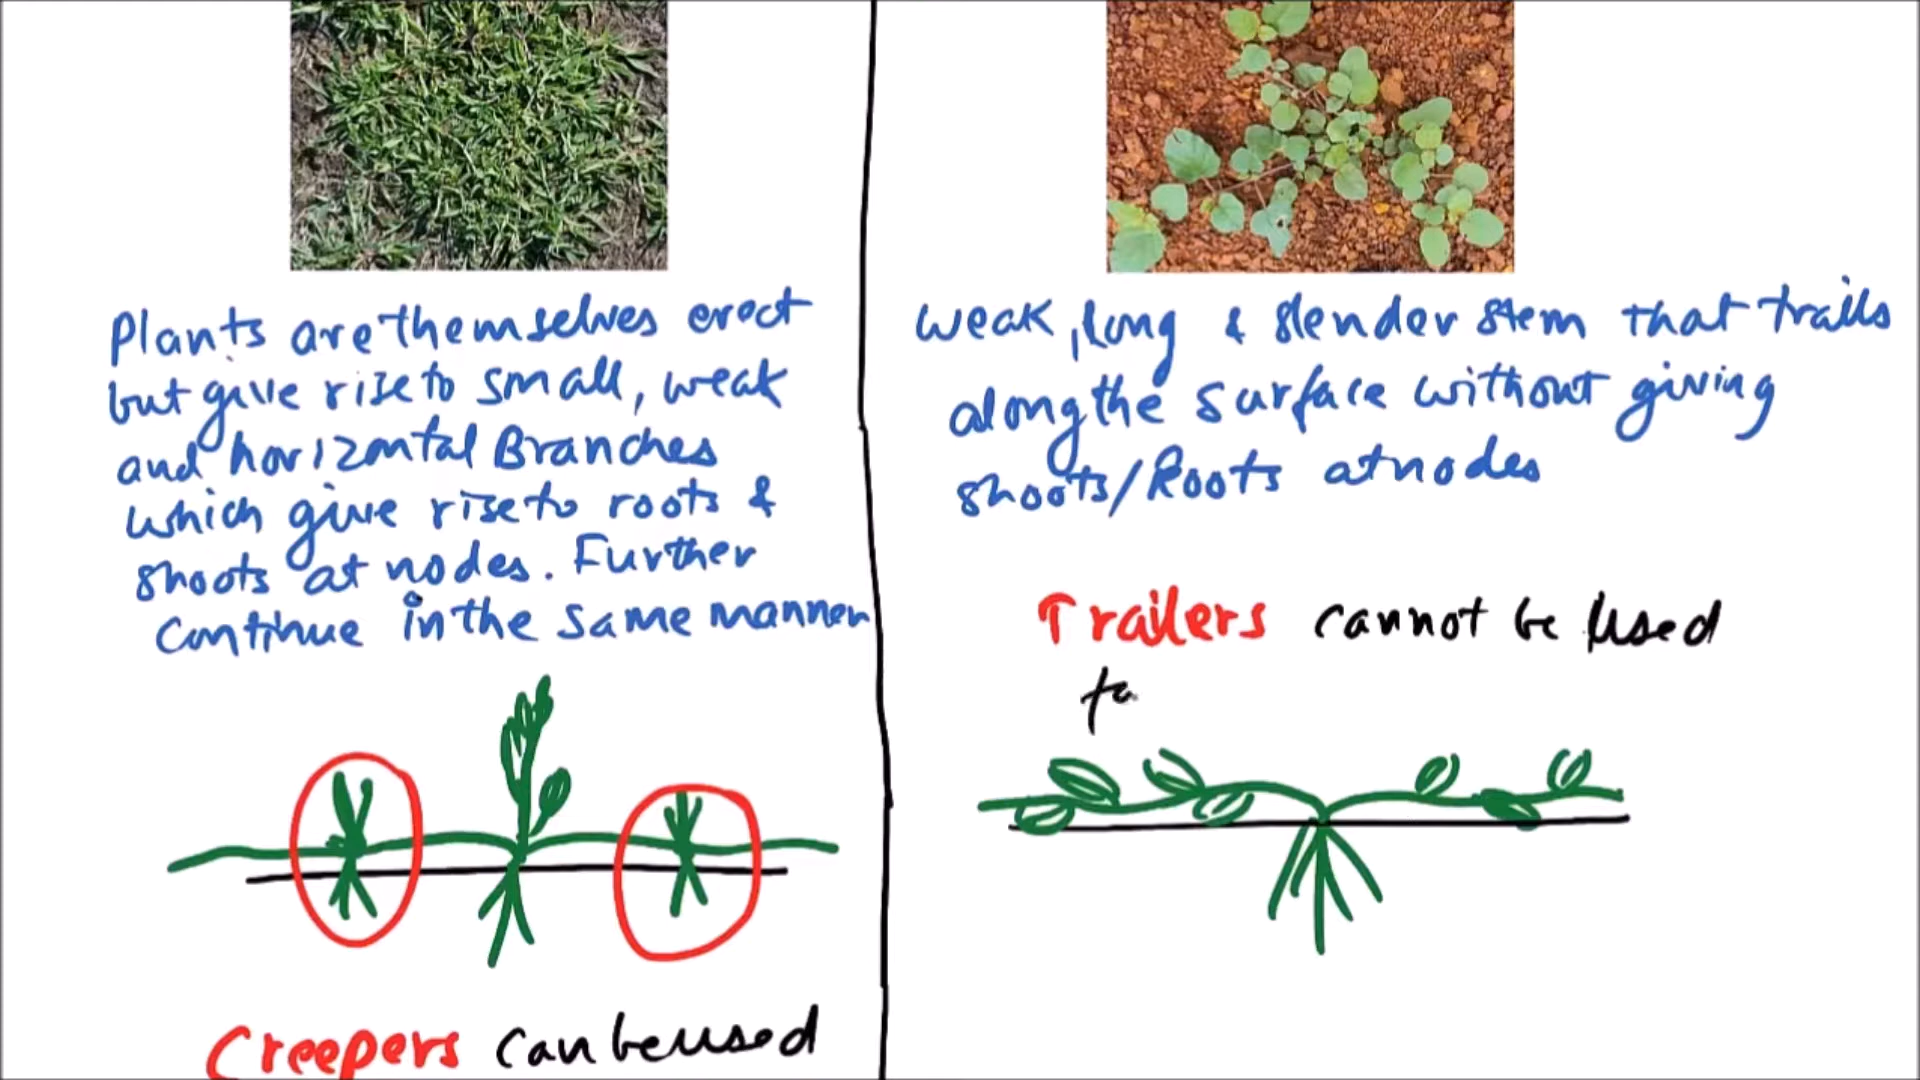 Plants are themselves erect
but give rise to small, weak
and horizontal Branches
which give rise to roots &
shoots at nodes. Further
continue in the same manner
Creepers can be used
weak, long & slender stem that trails
along the surface without giving
shoots/Roots at nodes
Trailers cannot be used
fo